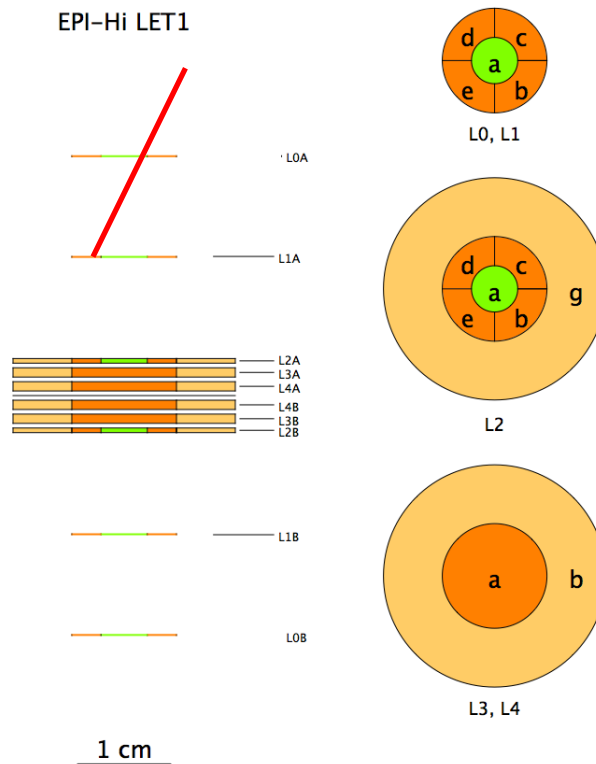 EPI-Hi LET1
L0A
L1A
L2A
L3A
L4A
L4B
L3B
L2B
L1B
L0B
1 cm
d c
a
e b
L0, L1
d c
a g
e b
L2
a b
L3, L4